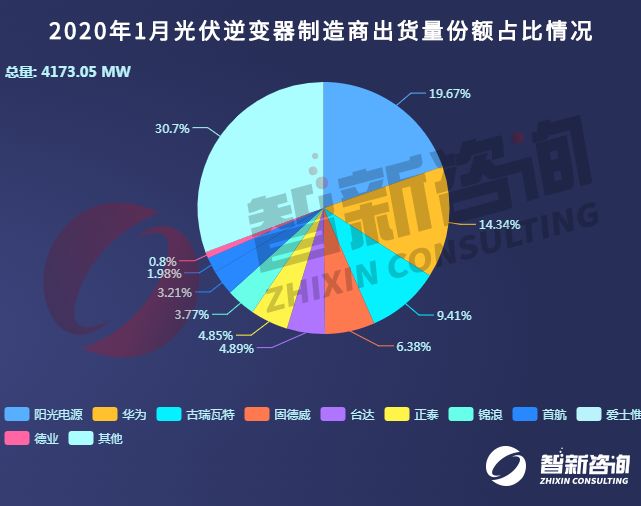 2020年1月光伏逆变器制造商出货量份额占比情况
总量: 4173.05 MW
19.67%
30.7%
14.34%
0.8%
1.98%
3.21%
3.77%
9.41%
4.85%
4.89%
6.38%
智新咨询
ZHIXIN CONSULTING
阳光电源 华为 古瑞瓦特 固德威 台达 正泰 锦浪 首航 爱士惟
德业 其他
智新咨询
ZHIXIN CONSULTING